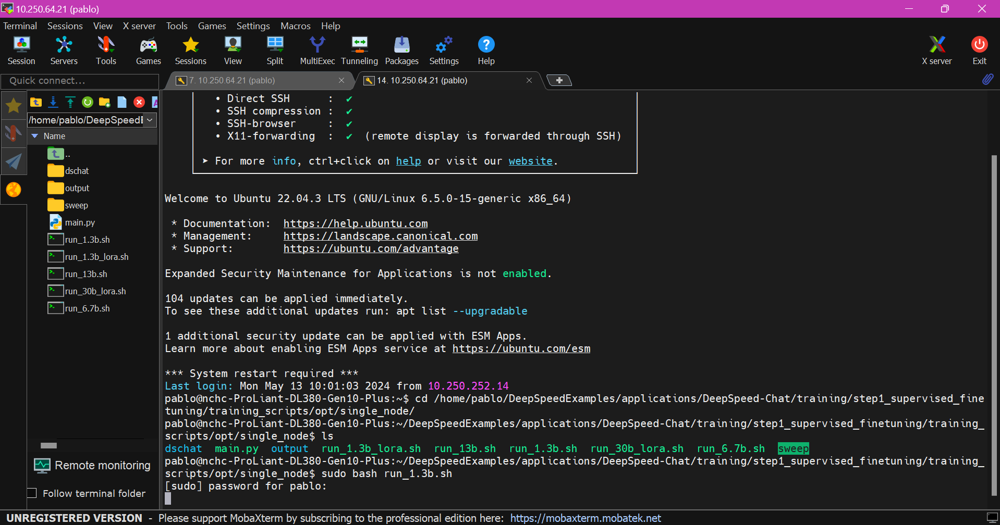 10.250.64.21 (pablo)
Terminal Sessions View X server Tools Games Settings Macros Help
Session Servers Tools Games Sessions View Split MultiExec Tunneling Packages Settings Help X server Exit
Quick connect...
7. 10.250.64.21 (pablo)
14. 10.250.64.21 (pablo)
/home/pablo/DeepSpeedE
Name
..
dschat
output
sweep
main.py
run_1.3b.sh
run_1.3b_lora.sh
run_13b.sh
run_30b_lora.sh
run_6.7b.sh
Remote monitoring
Follow terminal folder
• Direct SSH : ✔
• SSH compression : ✔
• SSH-browser : ✔
• X11-forwarding : ✔ (remote display is forwarded through SSH)
➤ For more info, ctrl+click on help or visit our website.
Welcome to Ubuntu 22.04.3 LTS (GNU/Linux 6.5.0-15-generic x86_64)
* Documentation: https://help.ubuntu.com
* Management: https://landscape.canonical.com
* Support: https://ubuntu.com/advantage
Expanded Security Maintenance for Applications is not enabled.
104 updates can be applied immediately.
To see these additional updates run: apt list --upgradable
1 additional security update can be applied with ESM Apps.
Learn more about enabling ESM Apps service at https://ubuntu.com/esm
*** System restart required ***
Last login: Mon May 13 10:01:03 2024 from 10.250.252.14
pablo@nchc-ProLiant-DL380-Gen10-Plus:~$ cd /home/pablo/DeepSpeedExamples/applications/DeepSpeed-Chat/training/step1_supervised_fine
tuning/training_scripts/opt/single_node/
pablo@nchc-ProLiant-DL380-Gen10-Plus:~/DeepSpeedExamples/applications/DeepSpeed-Chat/training/step1_supervised_finetuning/training_
scripts/opt/single_node$ ls
dschat main.py output run_1.3b_lora.sh run_13b.sh run_1.3b.sh run_30b_lora.sh run_6.7b.sh sweep
pablo@nchc-ProLiant-DL380-Gen10-Plus:~/DeepSpeedExamples/applications/DeepSpeed-Chat/training/step1_supervised_finetuning/training_
scripts/opt/single_node$ sudo bash run_1.3b.sh
[sudo] password for pablo:
UNREGISTERED VERSION - Please support MobaXterm by subscribing to the professional edition here: https://mobaxterm.mobatek.net